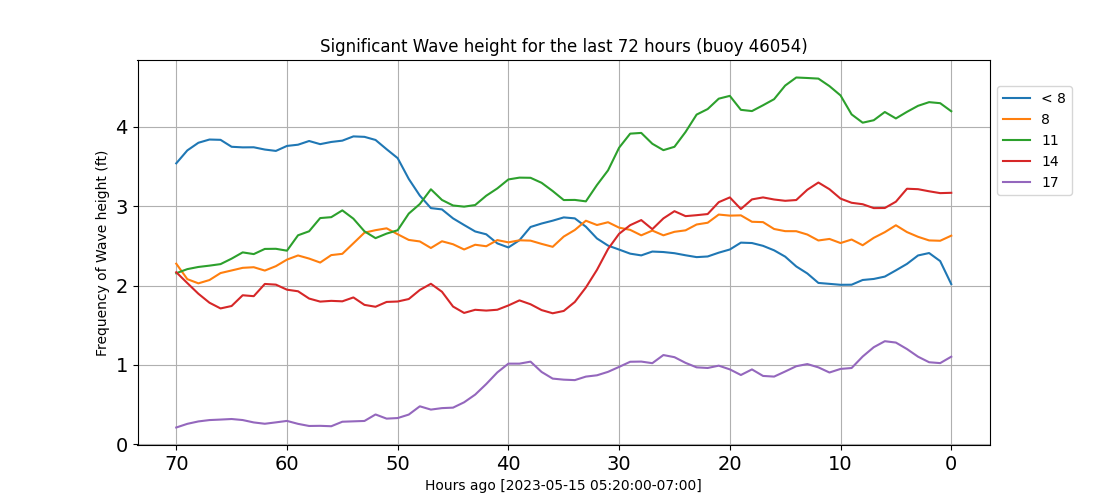 Significant Wave height for the last 72 hours (buoy 46054)
Frequency of Wave height (ft)
4
3
2
1
0
70 60 50 40 30 20 10 0
Hours ago [2023-05-15 05:20:00-07:00]
< 8
8
11
14
17